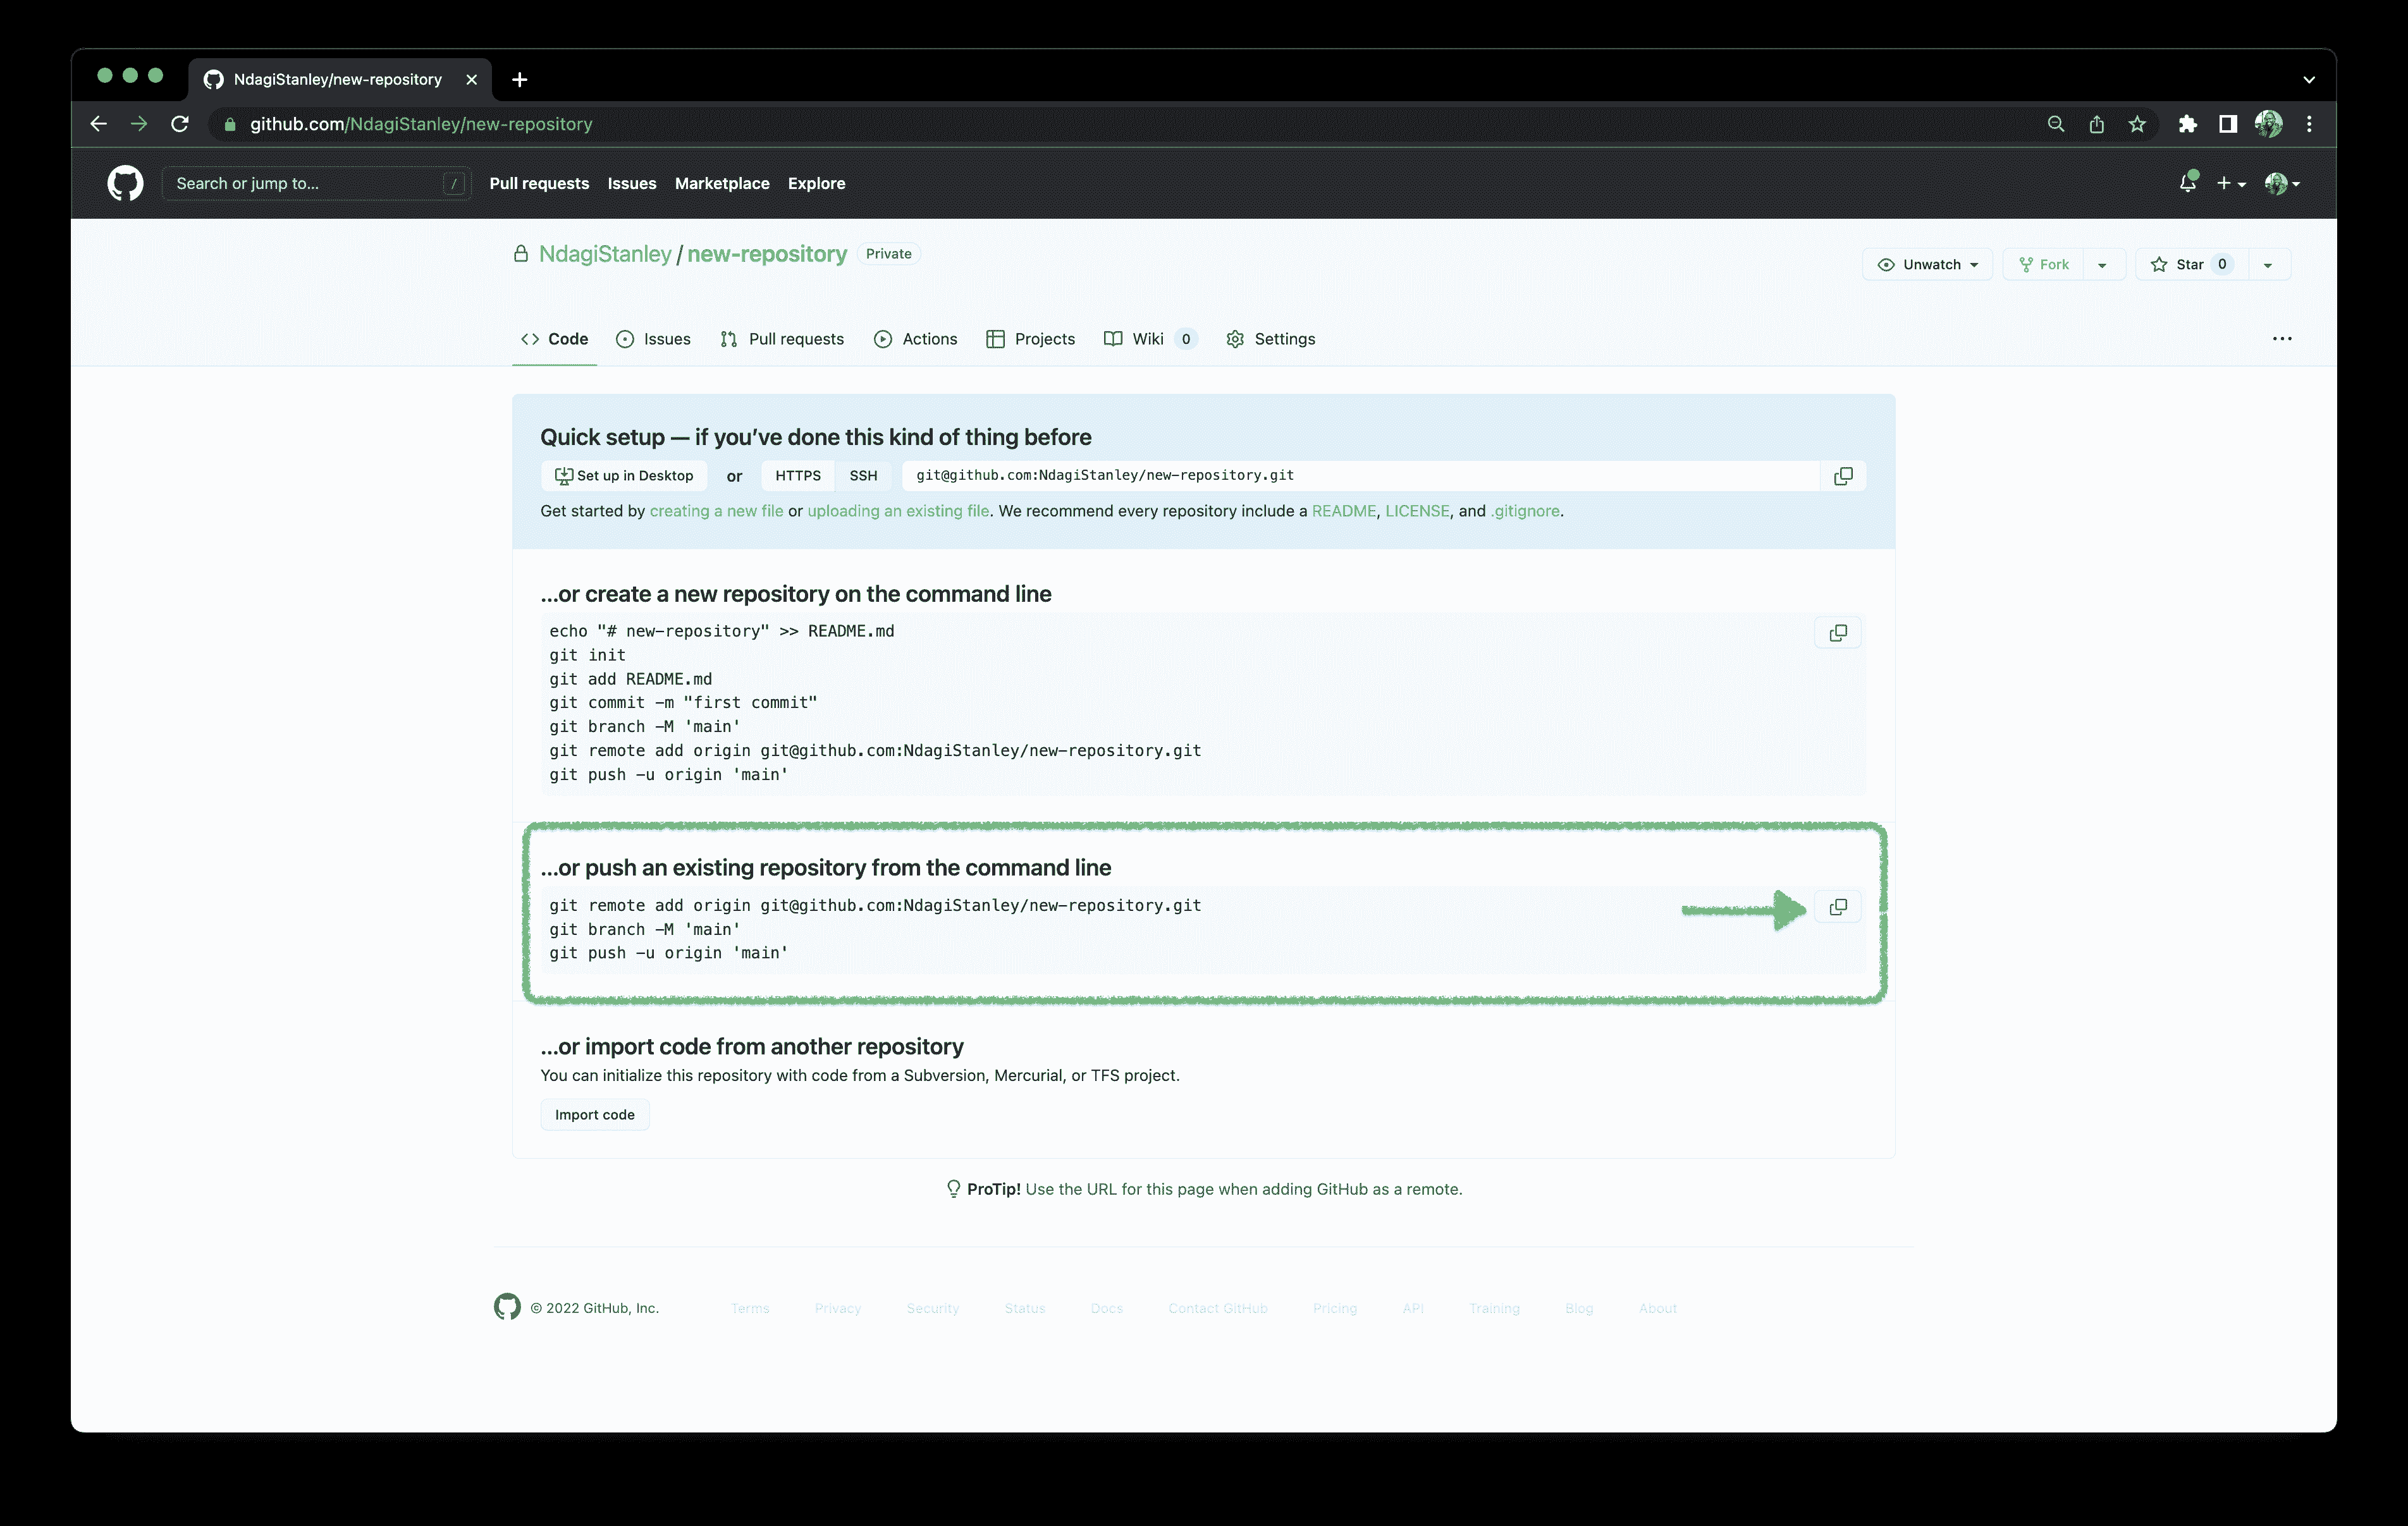 NdagiStanley/new-repository
github.com/NdagiStanley/new-repository
Search or jump to... / Pull requests Issues Marketplace Explore
NdagiStanley / new-repository Private
Unwatch Fork Star 0
Code Issues Pull requests Actions Projects Wiki 0 Settings
Quick setup — if you’ve done this kind of thing before
Set up in Desktop or HTTPS SSH git@github.com:NdagiStanley/new-repository.git
Get started by creating a new file or uploading an existing file. We recommend every repository include a README, LICENSE, and .gitignore.
…or create a new repository on the command line
echo "# new-repository" >> README.md
git init
git add README.md
git commit -m "first commit"
git branch -M 'main'
git remote add origin git@github.com:NdagiStanley/new-repository.git
git push -u origin 'main'
…or push an existing repository from the command line
git remote add origin git@github.com:NdagiStanley/new-repository.git
git branch -M 'main'
git push -u origin 'main'
…or import code from another repository
You can initialize this repository with code from a Subversion, Mercurial, or TFS project.
Import code
ProTip! Use the URL for this page when adding GitHub as a remote.
© 2022 GitHub, Inc. Terms Privacy Security Status Docs Contact GitHub Pricing API Training Blog About